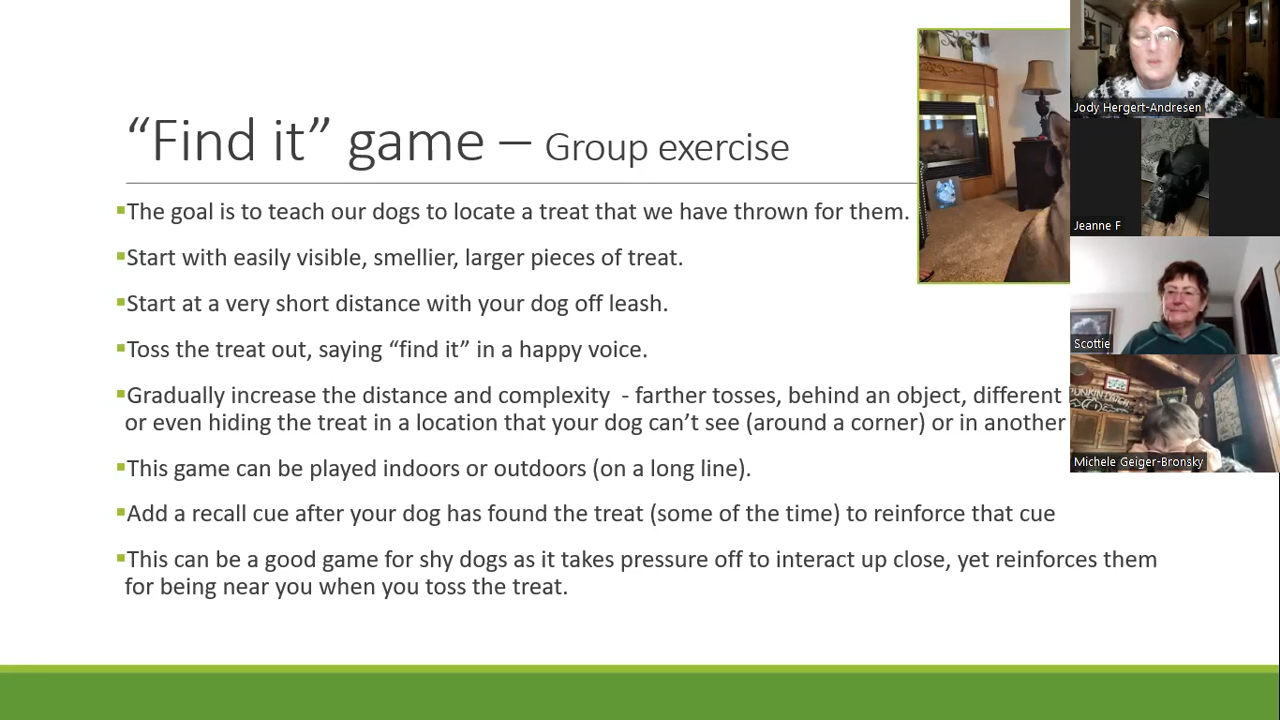 “Find it” game – Group exercise
▪The goal is to teach our dogs to locate a treat that we have thrown for them.
▪Start with easily visible, smellier, larger pieces of treat.
▪Start at a very short distance with your dog off leash.
▪Toss the treat out, saying “find it” in a happy voice.
▪Gradually increase the distance and complexity  - farther tosses, behind an object, different
or even hiding the treat in a location that your dog can’t see (around a corner) or in another
▪This game can be played indoors or outdoors (on a long line).
▪Add a recall cue after your dog has found the treat (some of the time) to reinforce that cue
▪This can be a good game for shy dogs as it takes pressure off to interact up close, yet reinforces them
for being near you when you toss the treat.
Jody Hergert-Andresen
Jeanne F
Scottie
Michele Geiger-Bronsky